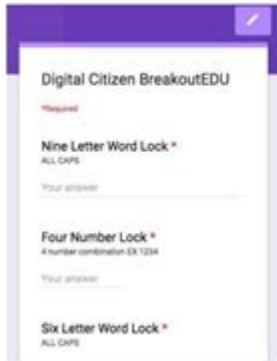 Digital Citizen BreakoutEDU
*Required
Nine Letter Word Lock *
ALL CAPS
Your answer
Four Number Lock *
4 number combination EX 1234
Your answer
Six Letter Word Lock *
ALL CAPS